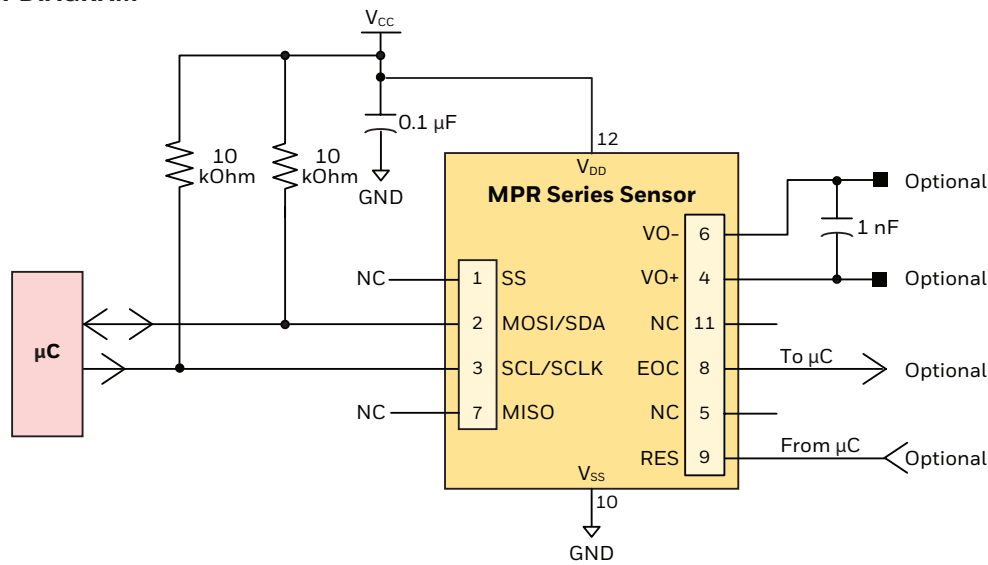 V_CC
0.1 µF
GND
10
kOhm
10
kOhm
12
V_DD
MPR Series Sensor
NC
1
SS
2
MOSI/SDA
3
SCL/SCLK
NC
7
MISO
µC
VO-
6
VO+
4
NC
11
EOC
8
NC
5
RES
9
Optional
1 nF
Optional
To µC
Optional
From µC
Optional
V_SS
10
GND